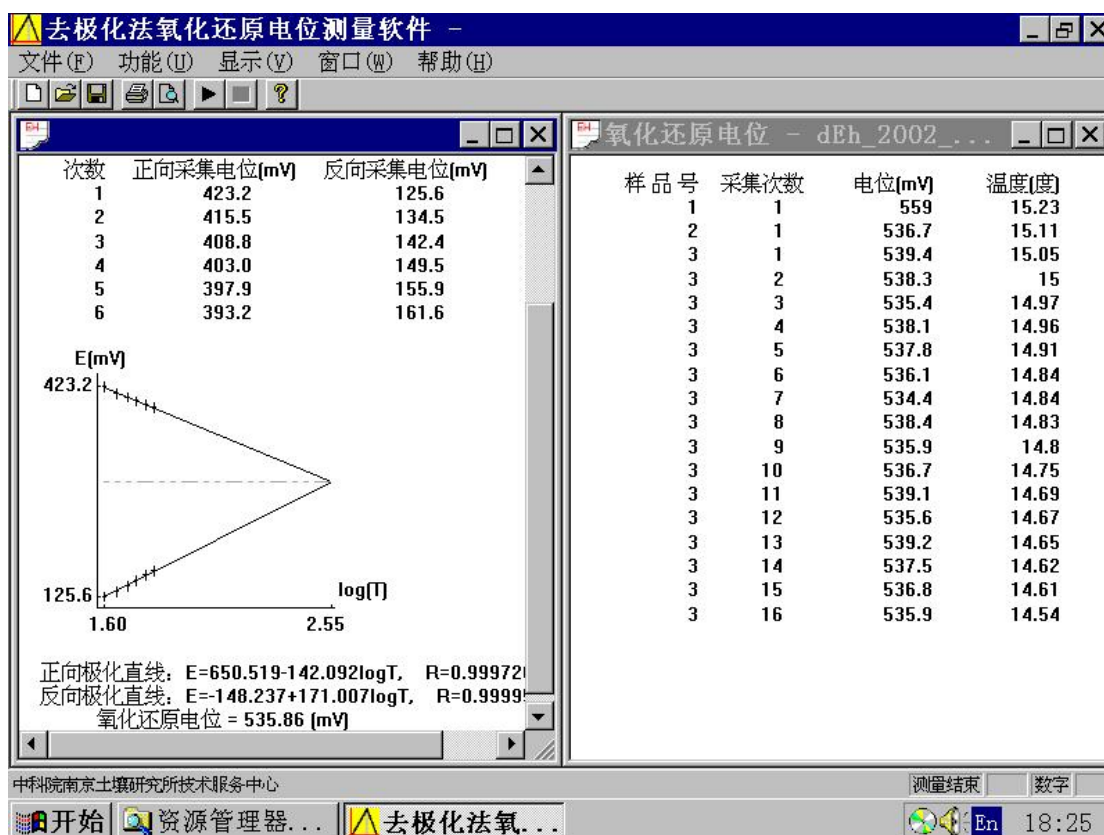 去极化法氧化还原电位测量软件 -
文件(F) 功能(U) 显示(V) 窗口(W) 帮助(H)
次数 正向采集电位(mV) 反向采集电位(mV)
1 423.2 125.6
2 415.5 134.5
3 408.8 142.4
4 403.0 149.5
5 397.9 155.9
6 393.2 161.6
E(mV)
423.2
125.6
log(T)
1.60 2.55
正向极化直线: E=650.519-142.092logT, R=0.99972
反向极化直线: E=-148.237+171.007logT, R=0.9999
氧化还原电位 = 535.86 (mV)
氧化还原电位 - dEh_2002_...
样品号 采集次数 电位(mV) 温度(度)
1 1 559 15.23
2 1 536.7 15.11
3 1 539.4 15.05
3 2 538.3 15
3 3 535.4 14.97
3 4 538.1 14.96
3 5 537.8 14.91
3 6 536.1 14.84
3 7 534.4 14.84
3 8 538.4 14.83
3 9 535.9 14.8
3 10 536.7 14.75
3 11 539.1 14.69
3 12 535.6 14.67
3 13 539.2 14.65
3 14 537.5 14.62
3 15 536.8 14.61
3 16 535.9 14.54
中科院南京土壤研究所技术服务中心 测量结束 数字
开始 资源管理器... 去极化法氧... En 18:25